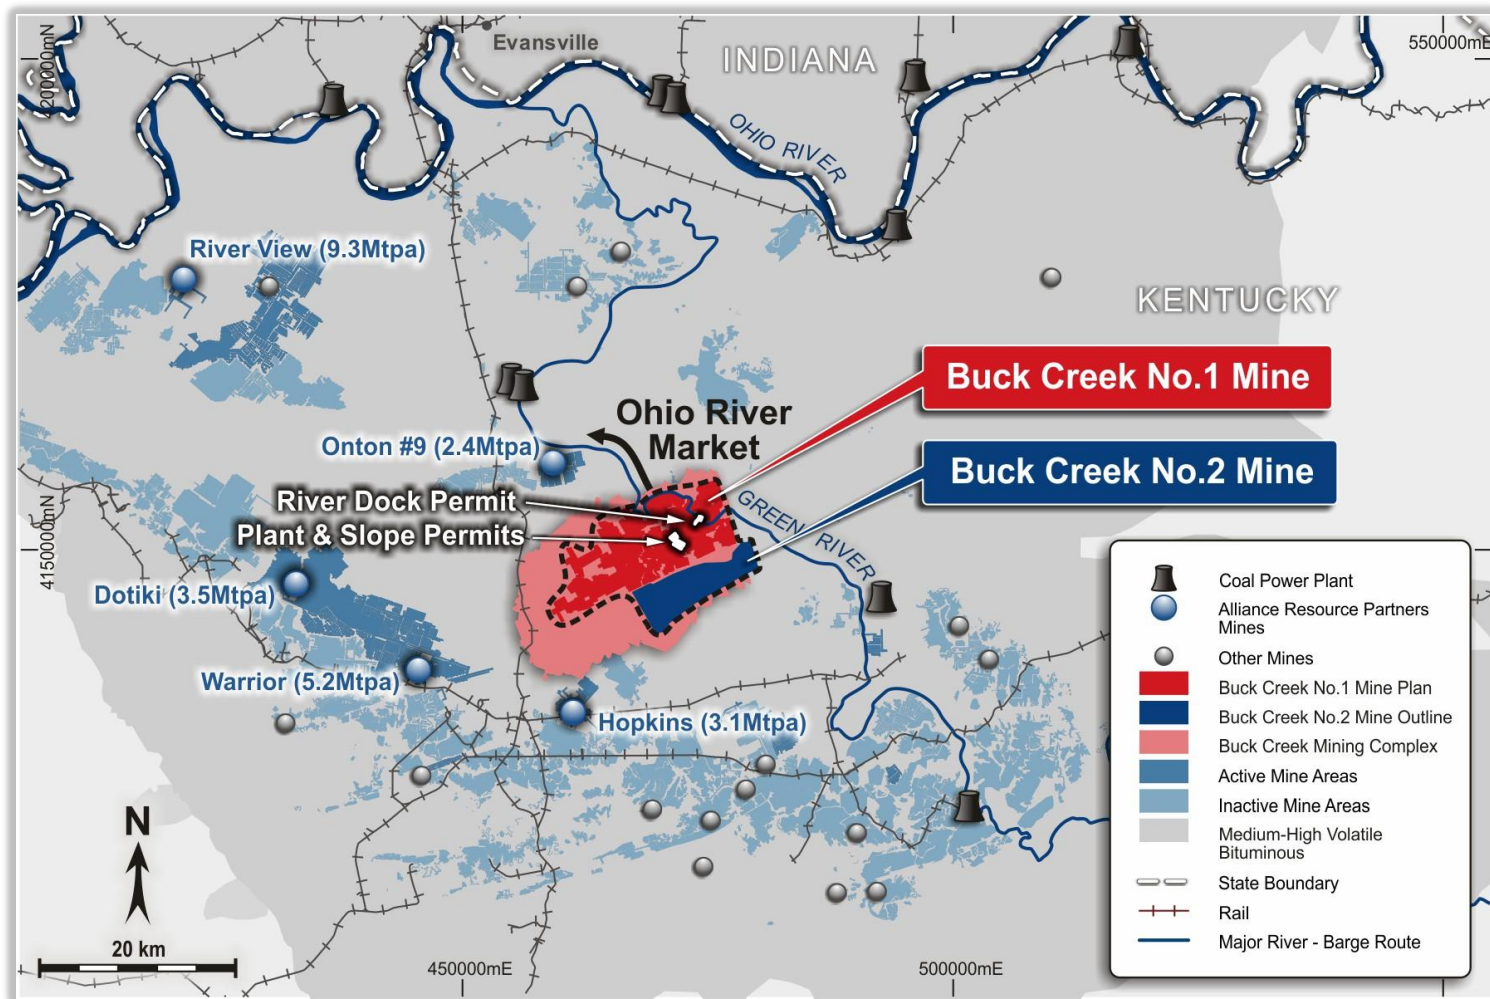 Evansville
INDIANA
550000mE
4200000mN
OHIO RIVER
River View (9.3Mtpa)
KENTUCKY
Buck Creek No.1 Mine
Ohio River
Market
Onton #9 (2.4Mtpa)
Buck Creek No.2 Mine
River Dock Permit
GREEN RIVER
Plant & Slope Permits
4150000mN
Dotiki (3.5Mtpa)
Warrior (5.2Mtpa)
Hopkins (3.1Mtpa)
Coal Power Plant
Alliance Resource Partners
Mines
Other Mines
Buck Creek No.1 Mine Plan
Buck Creek No.2 Mine Outline
Buck Creek Mining Complex
Active Mine Areas
Inactive Mine Areas
Medium-High Volatile
Bituminous
State Boundary
Rail
Major River - Barge Route
N
20 km
450000mE
500000mE